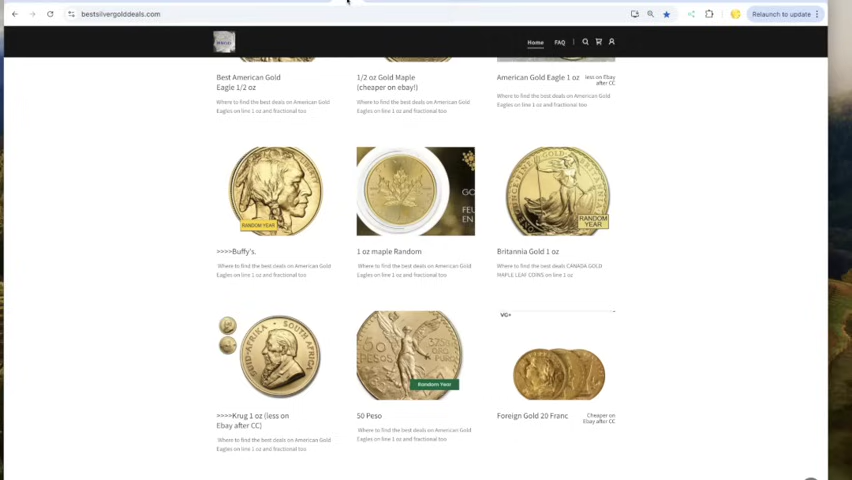 bestsilvergolddeals.com
Relaunch to update
Home
FAQ
Best American Gold
Eagle 1/2 oz
Where to find the best deals on American Gold
Eagles on line 1 oz and fractional too
1/2 oz Gold Maple
(cheaper on ebay!)
Where to find the best deals on American Gold
Eagles on line 1 oz and fractional too
American Gold Eagle 1 oz
less on Ebay
after CC
Where to find the best deals on American Gold
Eagles on line 1 oz and fractional too
RANDOM YEAR
>>>>Buffy's.
Where to find the best deals on American Gold
Eagles on line 1 oz and fractional too
GO
FEU
EN
1 oz maple Random
Where to find the best deals on American Gold
Eagles on line 1 oz and fractional too
RANDOM
YEAR
Britannia Gold 1 oz
Where to find the best deals CANADA GOLD
MAPLE LEAF COINS on line 1 oz
SOUTH AFRICA
>>>>Krug 1 oz (less on
Ebay after CC)
Where to find the best deals on American Gold
Eagles on line 1 oz and fractional too
50
PESOS
Random Year
50 Peso
Where to find the best deals on American Gold
Eagles on line 1 oz and fractional too
VG+
Foreign Gold 20 Franc
Cheaper on
Ebay after CC